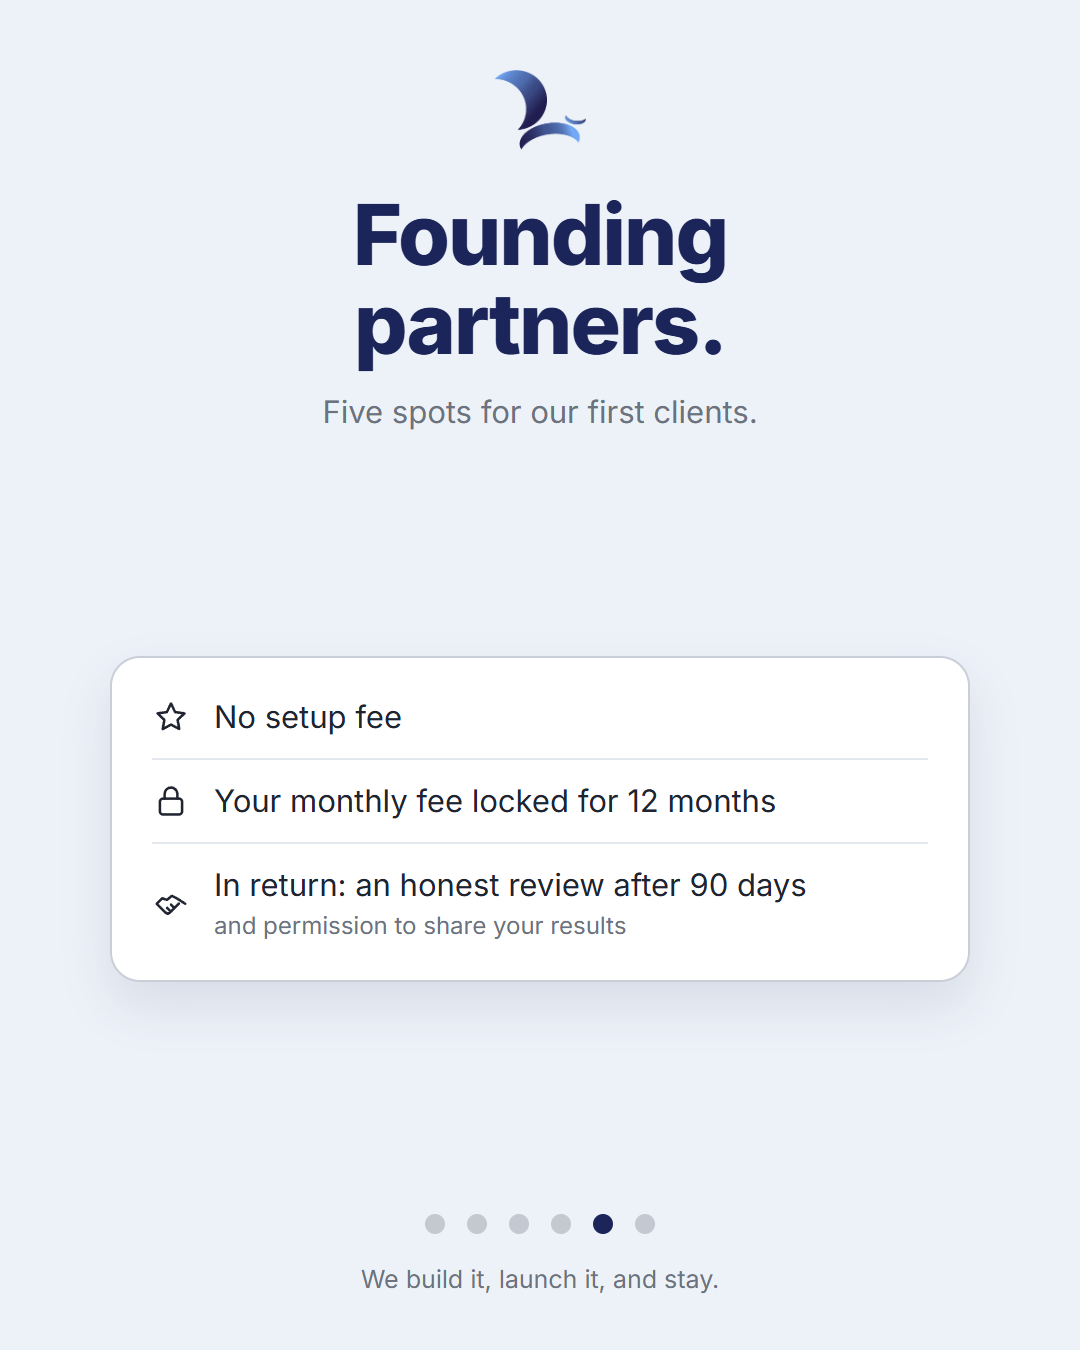 Founding
partners.
Five spots for our first clients.
No setup fee
Your monthly fee locked for 12 months
In return: an honest review after 90 days
and permission to share your results
We build it, launch it, and stay.